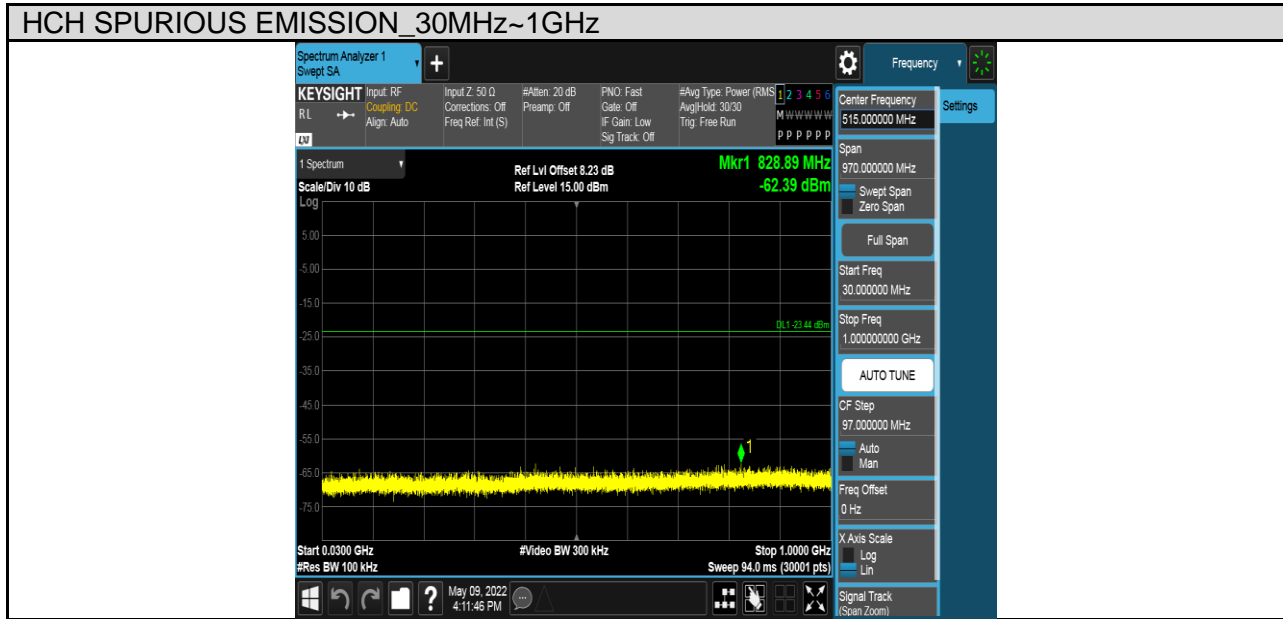 HCH SPURIOUS EMISSION_30MHz~1GHz
Spectrum Analyzer 1
Swept SA
+
Frequency
KEYSIGHT
RL
LXI
Input: RF
Coupling: DC
Align: Auto
Input Z: 50 Ω
Corrections: Off
Freq Ref: Int (S)
#Atten: 20 dB
Preamp: Off
PNO: Fast
Gate: Off
IF Gain: Low
Sig Track: Off
#Avg Type: Power (RMS
Avg|Hold: 30/30
Trig: Free Run
1 2 3 4 5 6
M W W W W W
P P P P P P
1 Spectrum
Scale/Div 10 dB
Log
Ref Lvl Offset 8.23 dB
Ref Level 15.00 dBm
Mkr1 828.89 MHz
-62.39 dBm
5.00
-5.00
-15.0
DL1 -23.44 dBm
-25.0
-35.0
-45.0
-55.0
1
-65.0
-75.0
Start 0.0300 GHz
#Res BW 100 kHz
#Video BW 300 kHz
Stop 1.0000 GHz
Sweep 94.0 ms (30001 pts)
?
May 09, 2022
4:11:46 PM
Center Frequency
515.000000 MHz
Settings
Span
970.000000 MHz
Swept Span
Zero Span
Full Span
Start Freq
30.000000 MHz
Stop Freq
1.000000000 GHz
AUTO TUNE
CF Step
97.000000 MHz
Auto
Man
Freq Offset
0 Hz
X Axis Scale
Log
Lin
Signal Track
(Span Zoom)